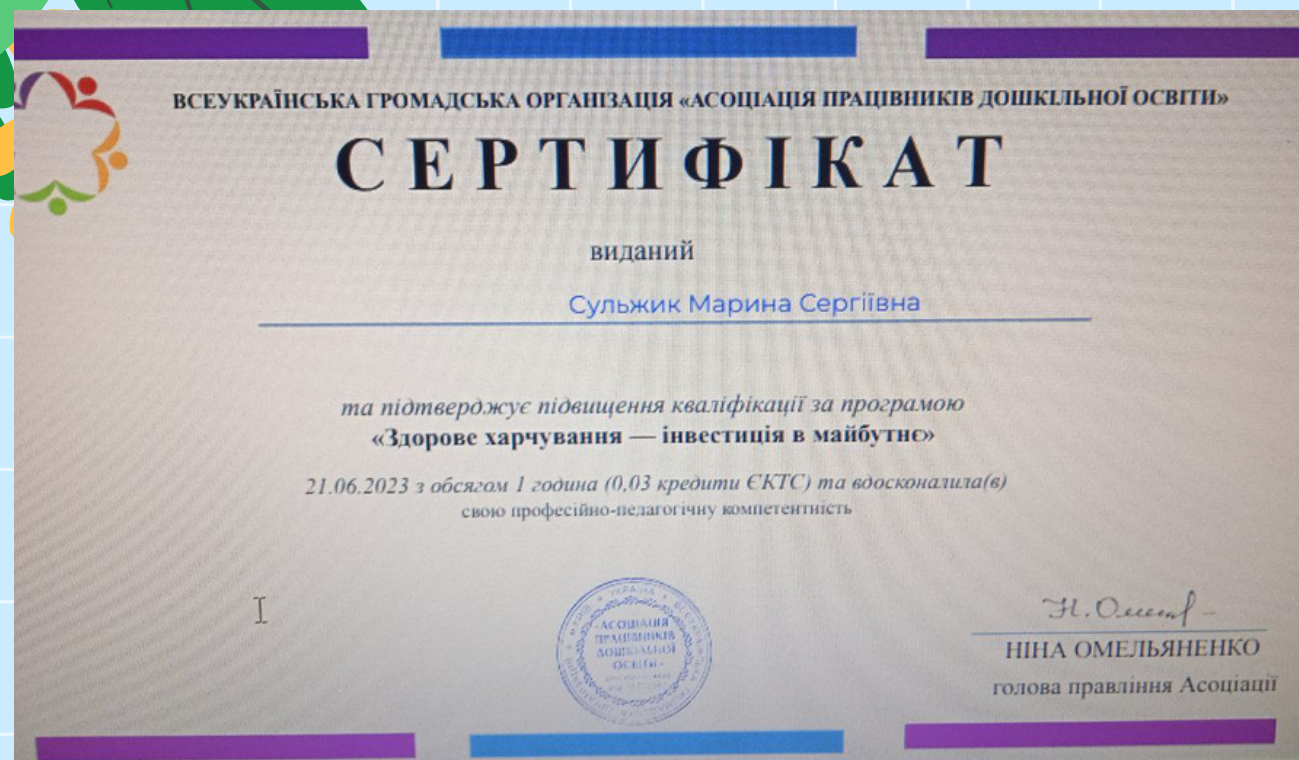 ВСЕУКРАЇНСЬКА ГРОМАДСЬКА ОРГАНІЗАЦІЯ «АСОЦІАЦІЯ ПРАЦІВНИКІВ ДОШКІЛЬНОЇ ОСВІТИ»
СЕРТИФІКАТ
виданий
Сульжик Марина Сергіївна
та підтверджує підвищення кваліфікації за програмою
«Здорове харчування — інвестиція в майбутнє»
21.06.2023 з обсягом 1 година (0,03 кредити ЄКТС) та вдосконалила(в)
свою професійно-педагогічну компетентність
АСОЦІАЦІЯ
ПРАЦІВНИКІВ
ДОШКІЛЬНОЇ
ОСВІТИ
НІНА ОМЕЛЬЯНЕНКО
голова правління Асоціації